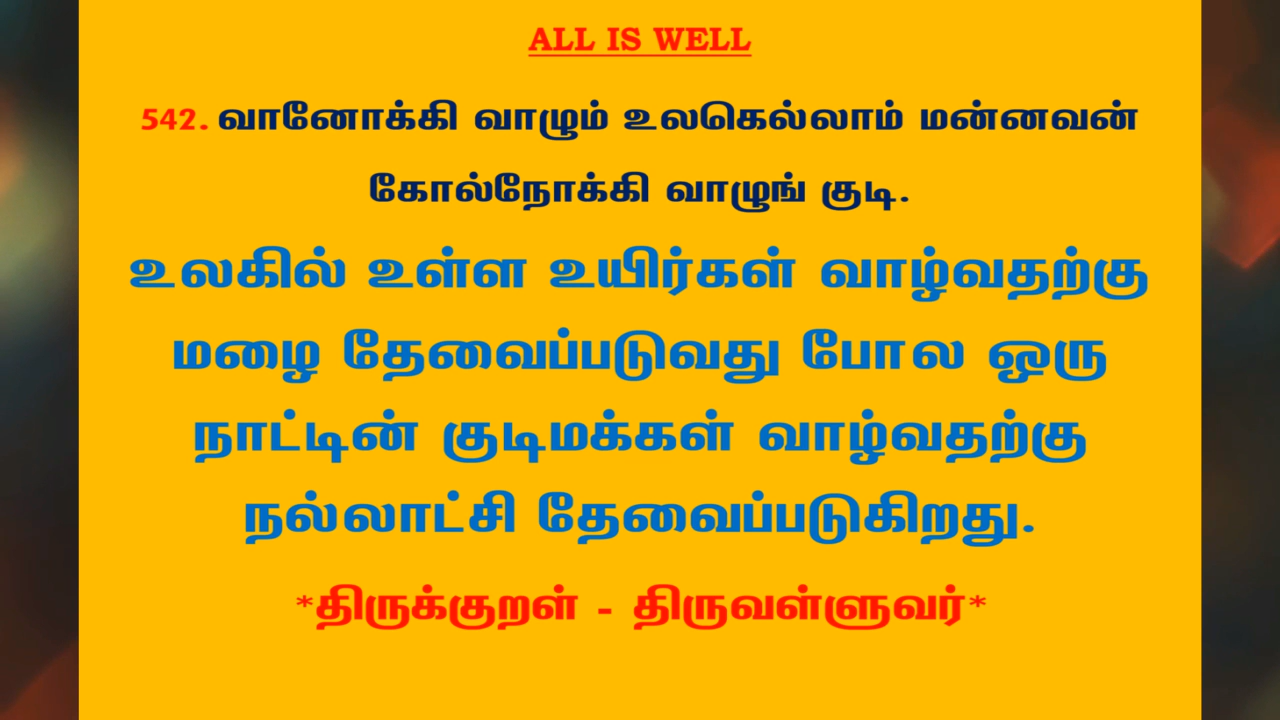 ALL IS WELL
542. வானோக்கி வாழும் உலகெல்லாம் மன்னவன்
கோல்நோக்கி வாழுங் குடி.
உலகில் உள்ள உயிர்கள் வாழ்வதற்கு
மழை தேவைப்படுவது போல ஒரு
நாட்டின் குடிமக்கள் வாழ்வதற்கு
நல்லாட்சி தேவைப்படுகிறது.
*திருக்குறள் - திருவள்ளுவர்*